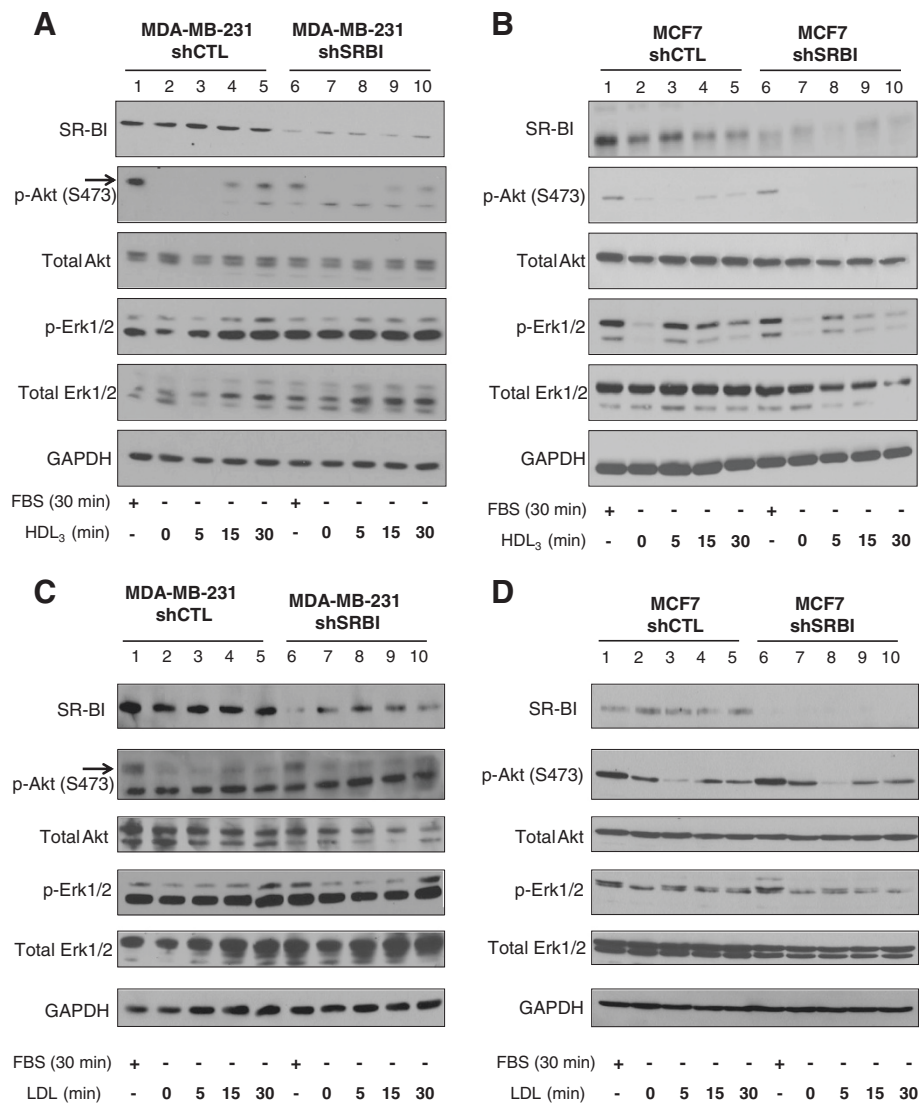 A
MDA-MB-231
shCTL
MDA-MB-231
shSRBI
1 2 3 4 5 6 7 8 9 10
SR-BI
p-Akt (S473)
Total Akt
p-Erk1/2
Total Erk1/2
GAPDH
FBS (30 min) + - - - - + - - - -
HDL3 (min) - 0 5 15 30 - 0 5 15 30
B
MCF7
shCTL
MCF7
shSRBI
1 2 3 4 5 6 7 8 9 10
SR-BI
p-Akt (S473)
Total Akt
p-Erk1/2
Total Erk1/2
GAPDH
FBS (30 min) + - - - - + - - - -
HDL3 (min) - 0 5 15 30 - 0 5 15 30
C
MDA-MB-231
shCTL
MDA-MB-231
shSRBI
1 2 3 4 5 6 7 8 9 10
SR-BI
p-Akt (S473)
Total Akt
p-Erk1/2
Total Erk1/2
GAPDH
FBS (30 min) + - - - - + - - - -
LDL (min) - 0 5 15 30 - 0 5 15 30
D
MCF7
shCTL
MCF7
shSRBI
1 2 3 4 5 6 7 8 9 10
SR-BI
p-Akt (S473)
Total Akt
p-Erk1/2
Total Erk1/2
GAPDH
FBS (30 min) + - - - - + - - - -
LDL (min) - 0 5 15 30 - 0 5 15 30